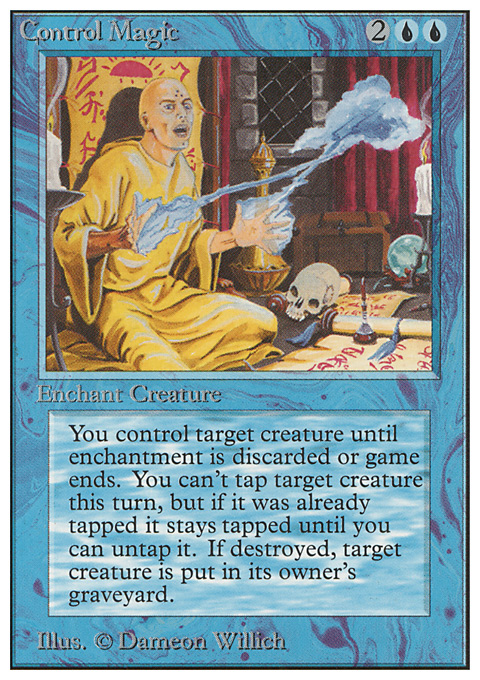 Control Magic 2
Enchant Creature
You control target creature until
enchantment is discarded or game
ends. You can't tap target creature
this turn, but if it was already
tapped it stays tapped until you
can untap it. If destroyed, target
creature is put in its owner's
graveyard.
Illus. © Dameon Willich